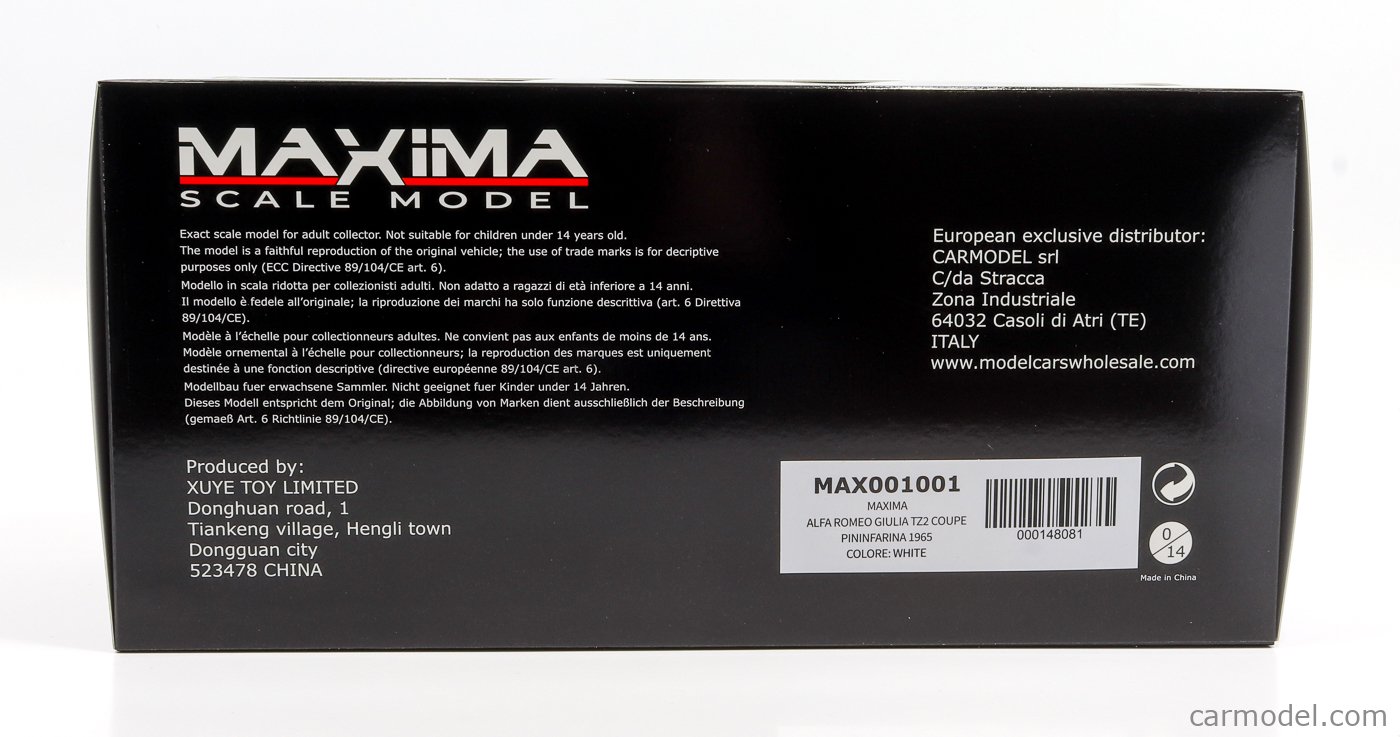 MAXIMA
SCALE MODEL
Exact scale model for adult collector. Not suitable for children under 14 years old.
The model is a faithful reproduction of the original vehicle; the use of trade marks is for decriptive
purposes only (ECC Directive 89/104/CE art. 6).
Modello in scala ridotta per collezionisti adulti. Non adatto a ragazzi di età inferiore a 14 anni.
Il modello è fedele all'originale; la riproduzione dei marchi ha solo funzione descrittiva (art. 6 Direttiva
89/104/CE).
Modèle à l'échelle pour collectionneurs adultes. Ne convient pas aux enfants de moins de 14 ans.
Modèle ornemental à l'échelle pour collectionneurs; la reproduction des marques est uniquement
destinée à une fonction descriptive (directive européenne 89/104/CE art. 6).
Modellbau fuer erwachsene Sammler. Nicht geeignet fuer Kinder under 14 Jahren.
Dieses Modell entspricht dem Original; die Abbildung von Marken dient ausschließlich der Beschreibung
(gemaeß Art. 6 Richtlinie 89/104/CE).
European exclusive distributor:
CARMODEL srl
C/da Stracca
Zona Industriale
64032 Casoli di Atri (TE)
ITALY
www.modelcarswholesale.com
Produced by:
XUYE TOY LIMITED
Donghuan road, 1
Tiankeng village, Hengli town
Dongguan city
523478 CHINA
MAX001001
MAXIMA
ALFA ROMEO GIULIA TZ2 COUPE
PININFARINA 1965
COLORE: WHITE
000148081
0
14
Made in China
carmodel.com